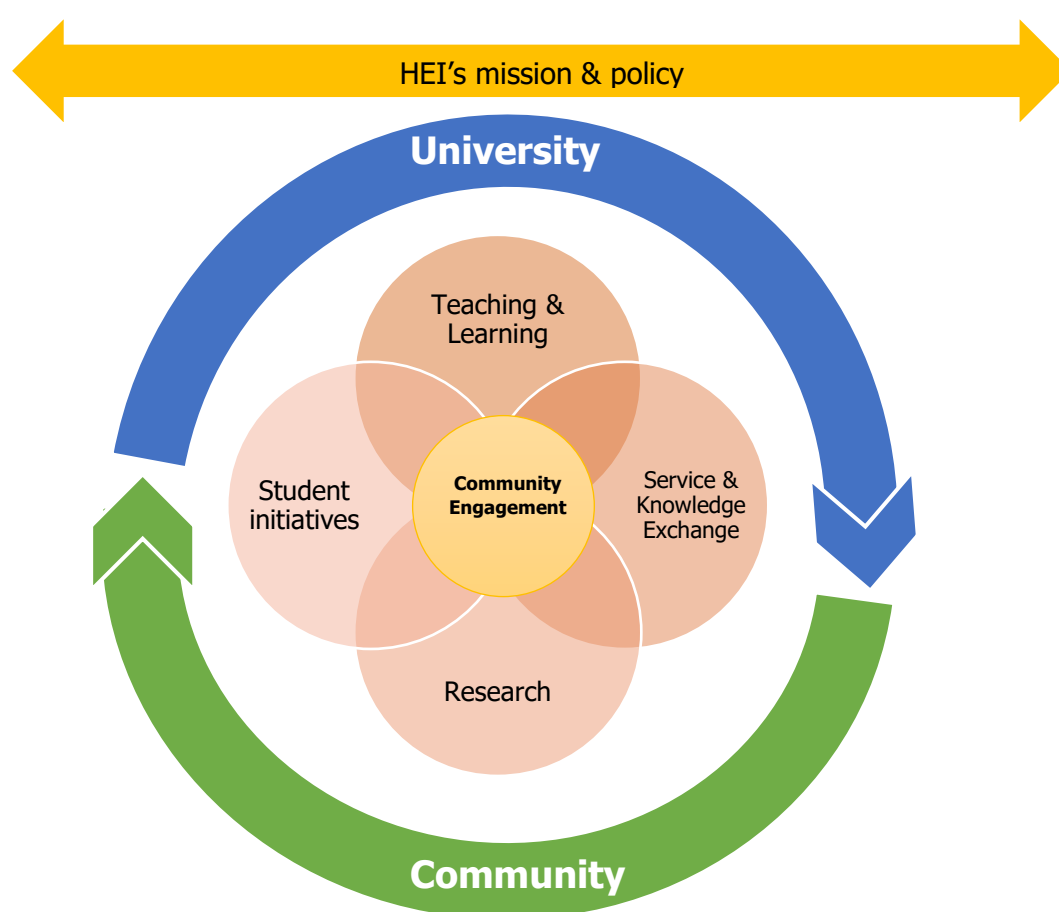 HEI's mission & policy
University
Teaching &
Learning
Student
initiatives
Community
Engagement
Service &
Knowledge
Exchange
Research
Community